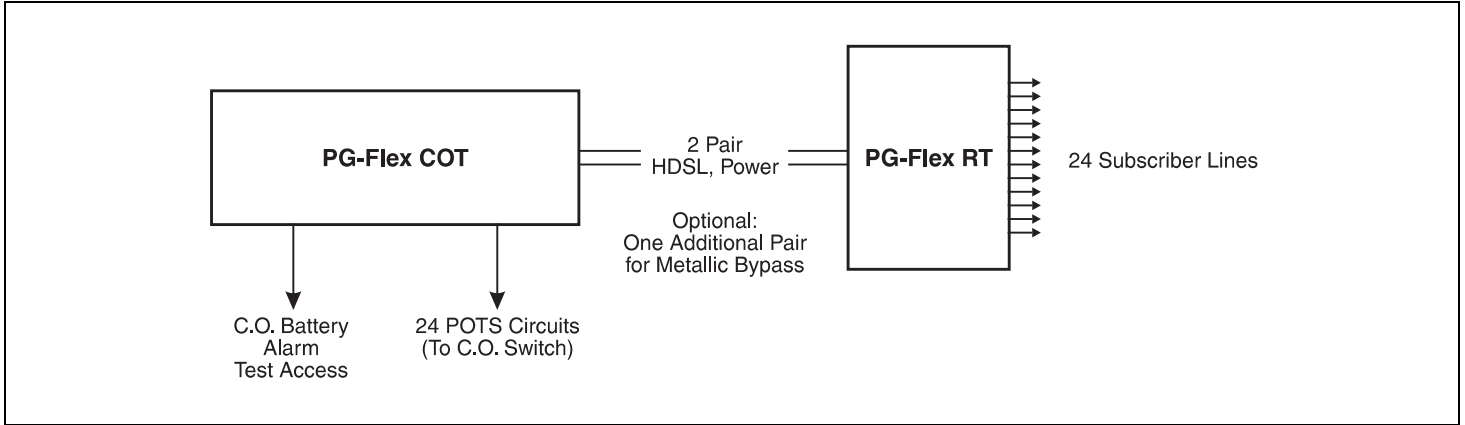 PG-Flex COT
2 Pair
HDSL, Power
PG-Flex RT
24 Subscriber Lines
Optional:
One Additional Pair
for Metallic Bypass
C.O. Battery
Alarm
Test Access
24 POTS Circuits
(To C.O. Switch)